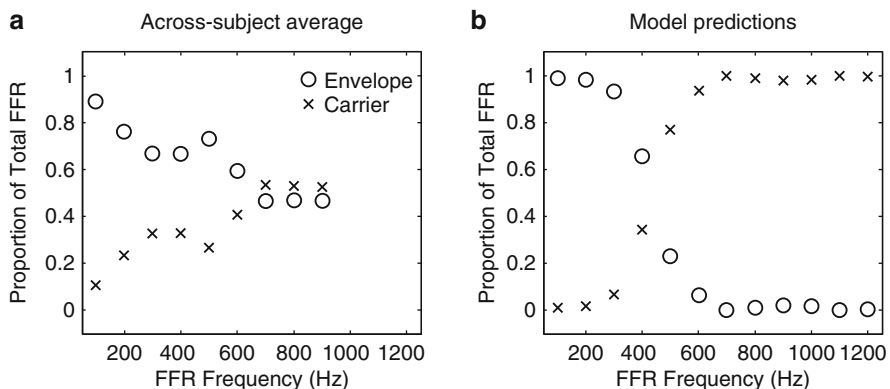 a
Across-subject average
Proportion of Total FFR
1
0.8
0.6
0.4
0.2
0
Envelope
Carrier
200 400 600 800 1000 1200
FFR Frequency (Hz)
b
Model predictions
Proportion of Total FFR
1
0.8
0.6
0.4
0.2
0
200 400 600 800 1000 1200
FFR Frequency (Hz)